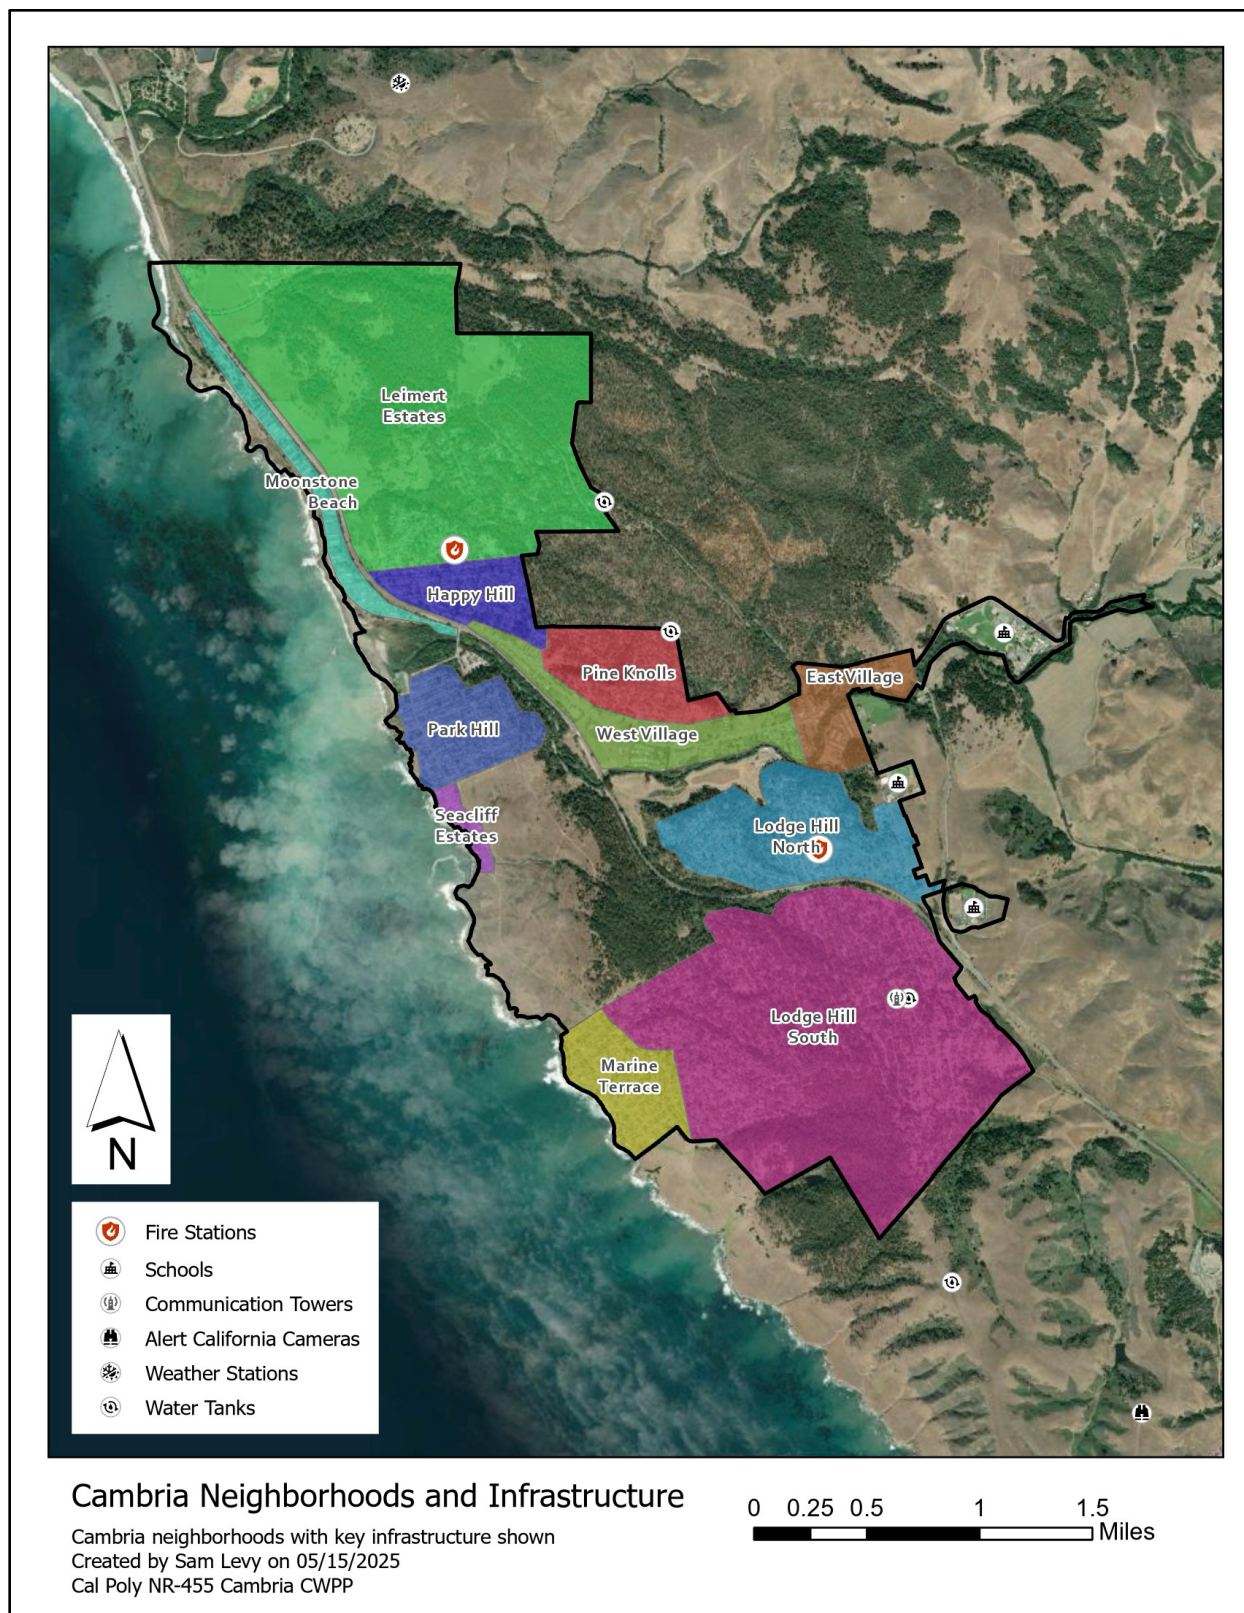 Leimert
Estates
Moonstone
Beach
Happy Hill
Pine Knolls
East Village
Park Hill
West Village
Seacliff
Estates
Lodge Hill
North
Lodge Hill
South
Marine
Terrace
N
Fire Stations
Schools
Communication Towers
Alert California Cameras
Weather Stations
Water Tanks
Cambria Neighborhoods and Infrastructure
Cambria neighborhoods with key infrastructure shown
Created by Sam Levy on 05/15/2025
Cal Poly NR-455 Cambria CWPP
0 0.25 0.5 1 1.5
Miles